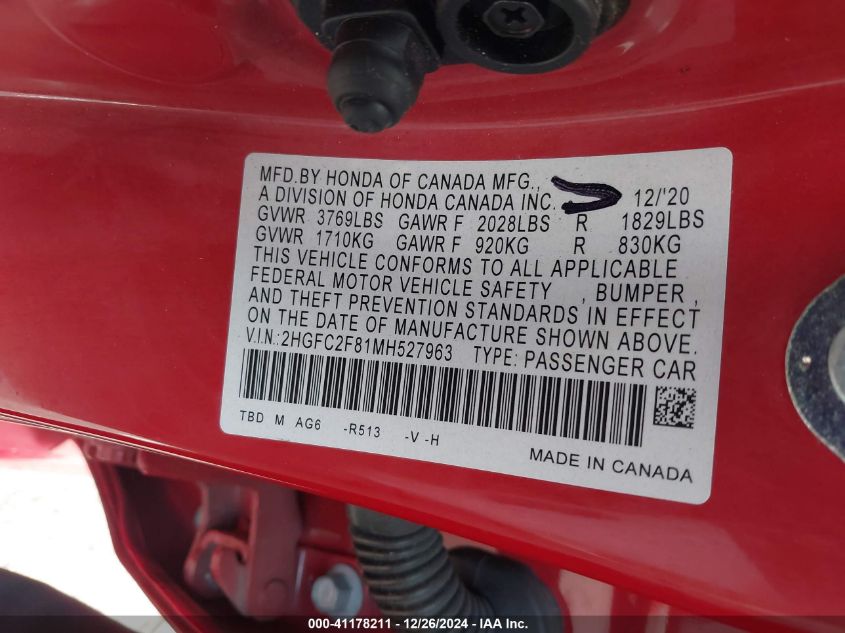 MFD.BY HONDA OF CANADA MFG.,
A DIVISION OF HONDA CANADA INC. 12/'20
GVWR 3769LBS GAWR F 2028LBS R 1829LBS
GVWR 1710KG GAWR F 920KG R 830KG
THIS VEHICLE CONFORMS TO ALL APPLICABLE
FEDERAL MOTOR VEHICLE SAFETY , BUMPER ,
AND THEFT PREVENTION STANDARDS IN EFFECT
ON THE DATE OF MANUFACTURE SHOWN ABOVE.
V.I.N.: 2HGFC2F81MH527963 TYPE: PASSENGER CAR
TBD M AG6 -R513 -V -H
MADE IN CANADA
000-41178211 - 12/26/2024 - IAA Inc.